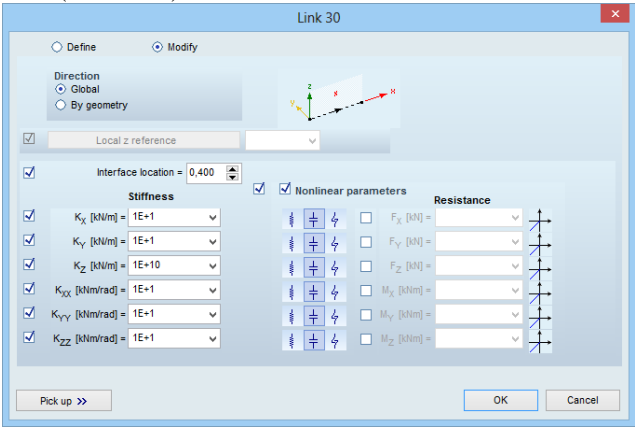 Link 30
Define Modify
Direction
Global
By geometry
z
x
Y
x
Local z reference
Interface location = 0,400
Nonlinear parameters
Stiffness Resistance
KX [kN/m] = 1E+1 FX [kN] =
KY [kN/m] = 1E+1 FY [kN] =
KZ [kN/m] = 1E+10 FZ [kN] =
KXX [kNm/rad] = 1E+1 MX [kNm] =
KYY [kNm/rad] = 1E+1 MY [kNm] =
KZZ [kNm/rad] = 1E+1 MZ [kNm] =
Pick up >> OK Cancel